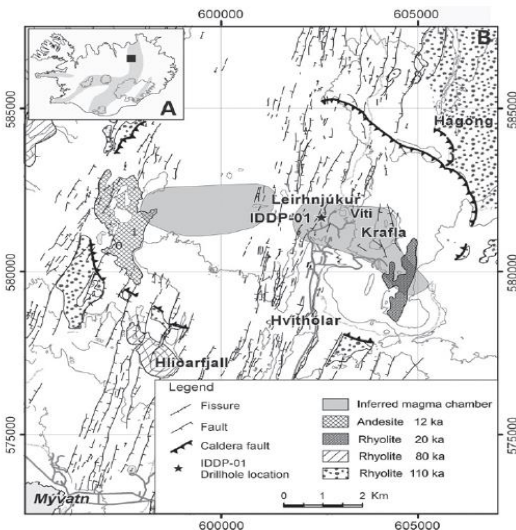 600000 605000
A
B
585000
585000
Hágöng
Leirhnjúkur
IDDP-01
Víti
Krafla
580000
580000
Hvíthólar
Hlíðarfjall
Legend
Fissure
Fault
Caldera fault
IDDP-01
Drillhole location
Inferred magma chamber
Andesite 12 ka
Rhyolite 20 ka
Rhyolite 80 ka
Rhyolite 110 ka
575000
575000
0 1 2 Km
Mývatn
600000 605000